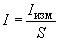 I = Iизм / S